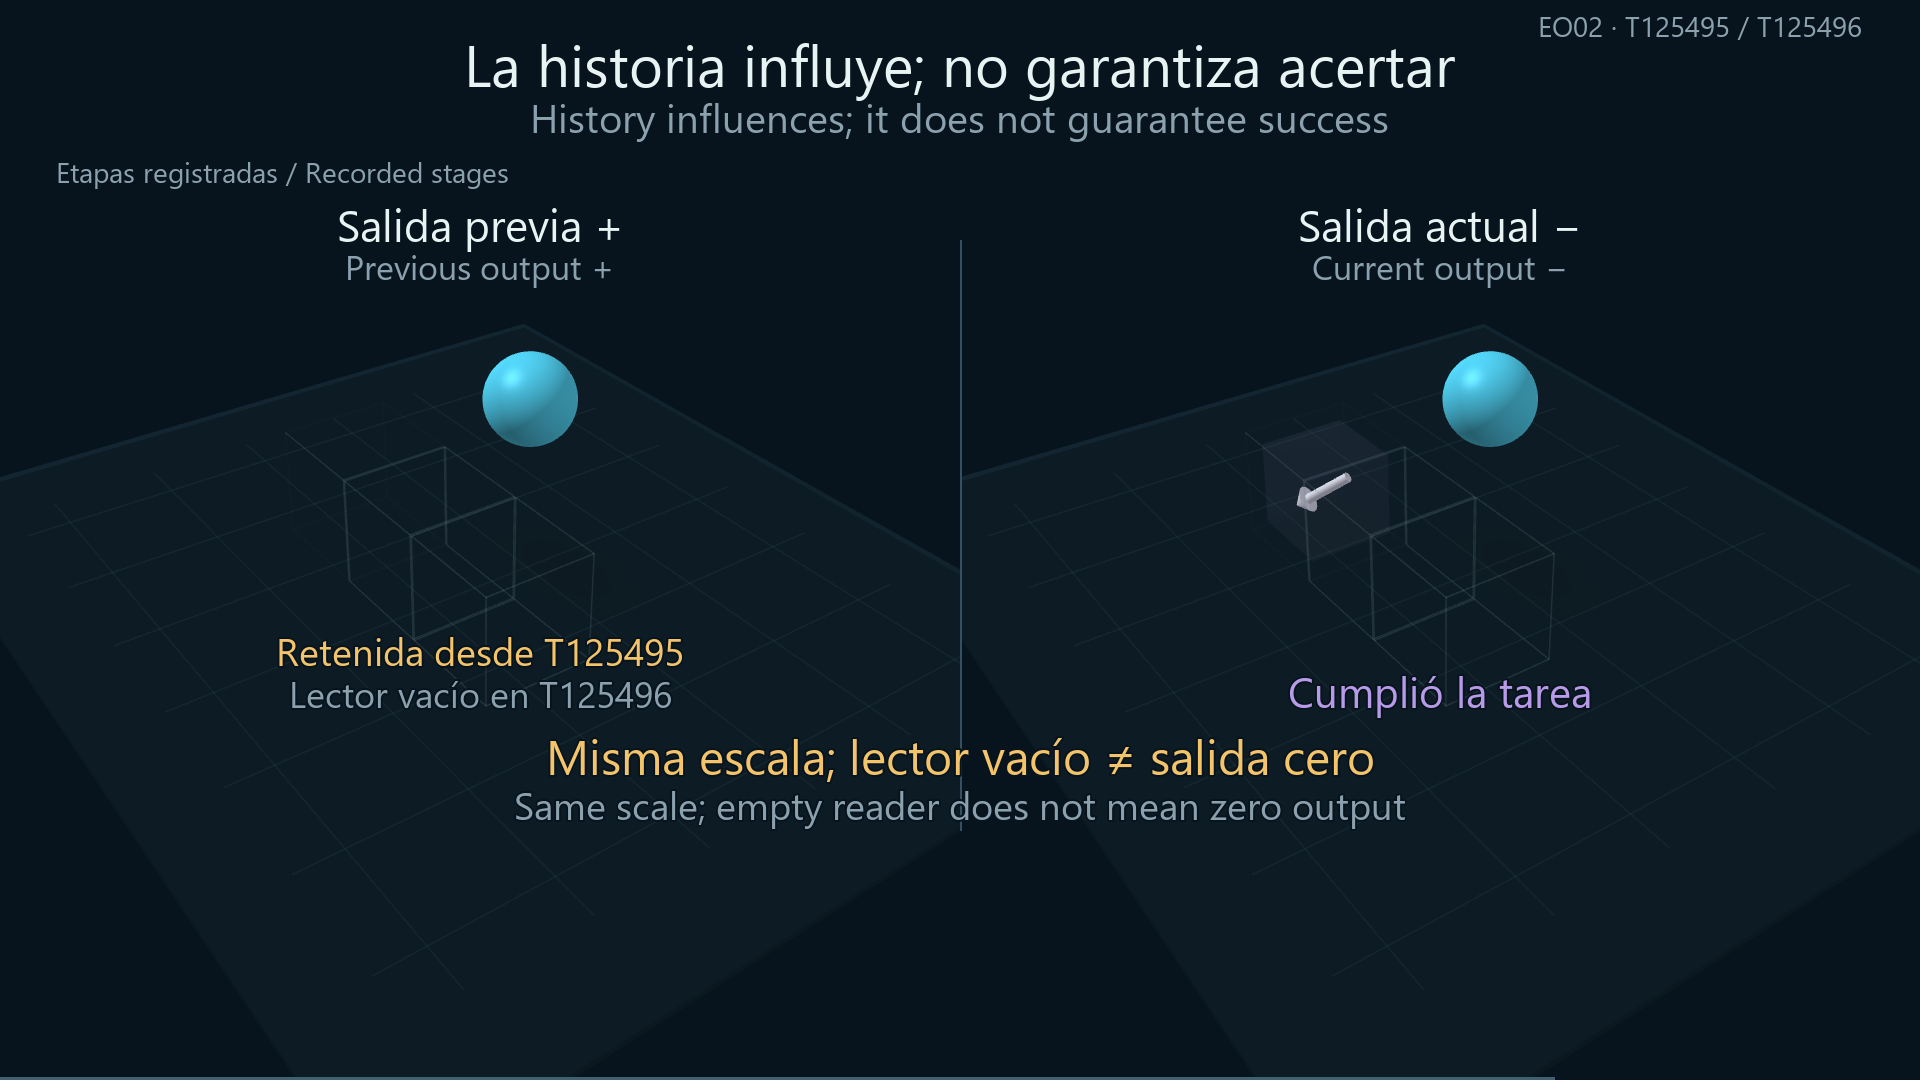 EO02 · T125495 / T125496
La historia influye; no garantiza acertar
History influences; it does not guarantee success
Etapas registradas / Recorded stages
Salida previa +
Previous output +
Salida actual −
Current output −
Retenida desde T125495
Lector vacío en T125496
Cumplió la tarea
Misma escala; lector vacío ≠ salida cero
Same scale; empty reader does not mean zero output